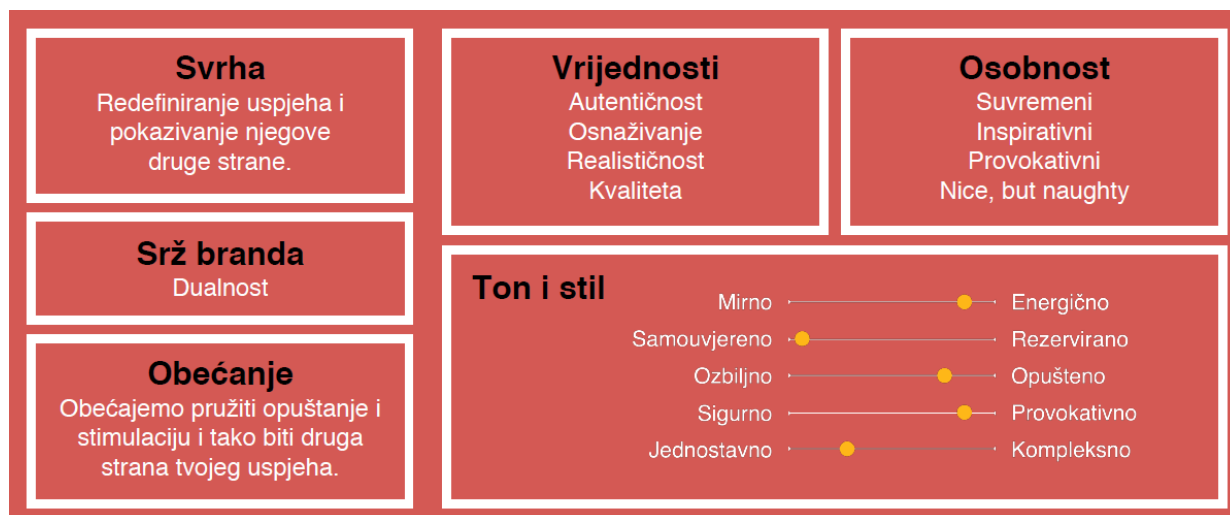 Svrha
Redefiniranje uspjeha i
pokazivanje njegove
druge strane.
Srž branda
Dualnost
Obećanje
Obećajemo pružiti opuštanje i
stimulaciju i tako biti druga
strana tvojeg uspjeha.
Vrijednosti
Autentičnost
Osnaživanje
Realističnost
Kvaliteta
Osobnost
Suvremeni
Inspirativni
Provokativni
Nice, but naughty
Ton i stil
Mirno Energično
Samouvjereno Rezervirano
Ozbiljno Opušteno
Sigurno Provokativno
Jednostavno Kompleksno